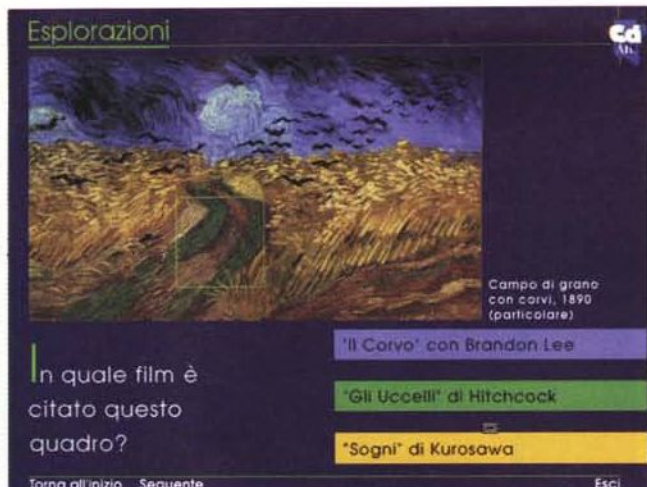 Esplorazioni
Cd
Art
Campo di grano
con corvi, 1890
(particolare)
In quale film è
citato questo
quadro?
"Il Corvo" con Brandon Lee
"Gli Uccelli" di Hitchcock
"Sogni" di Kurosawa
Torna all'inizio Seguente Esci